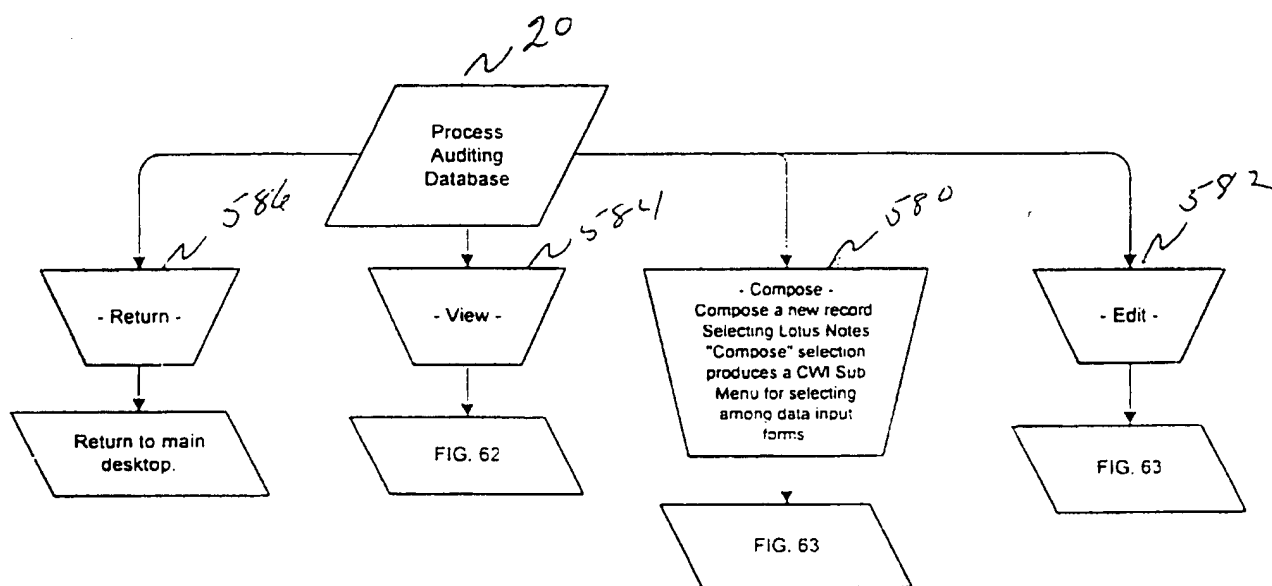 20
Process
Auditing
Database
586
584
580
582
- Return -
- View -
- Compose -
Compose a new record
Selecting Lotus Notes
"Compose" selection
produces a CWI Sub
Menu for selecting
among data input
forms
- Edit -
Return to main
desktop.
FIG. 62
FIG. 63
FIG. 63